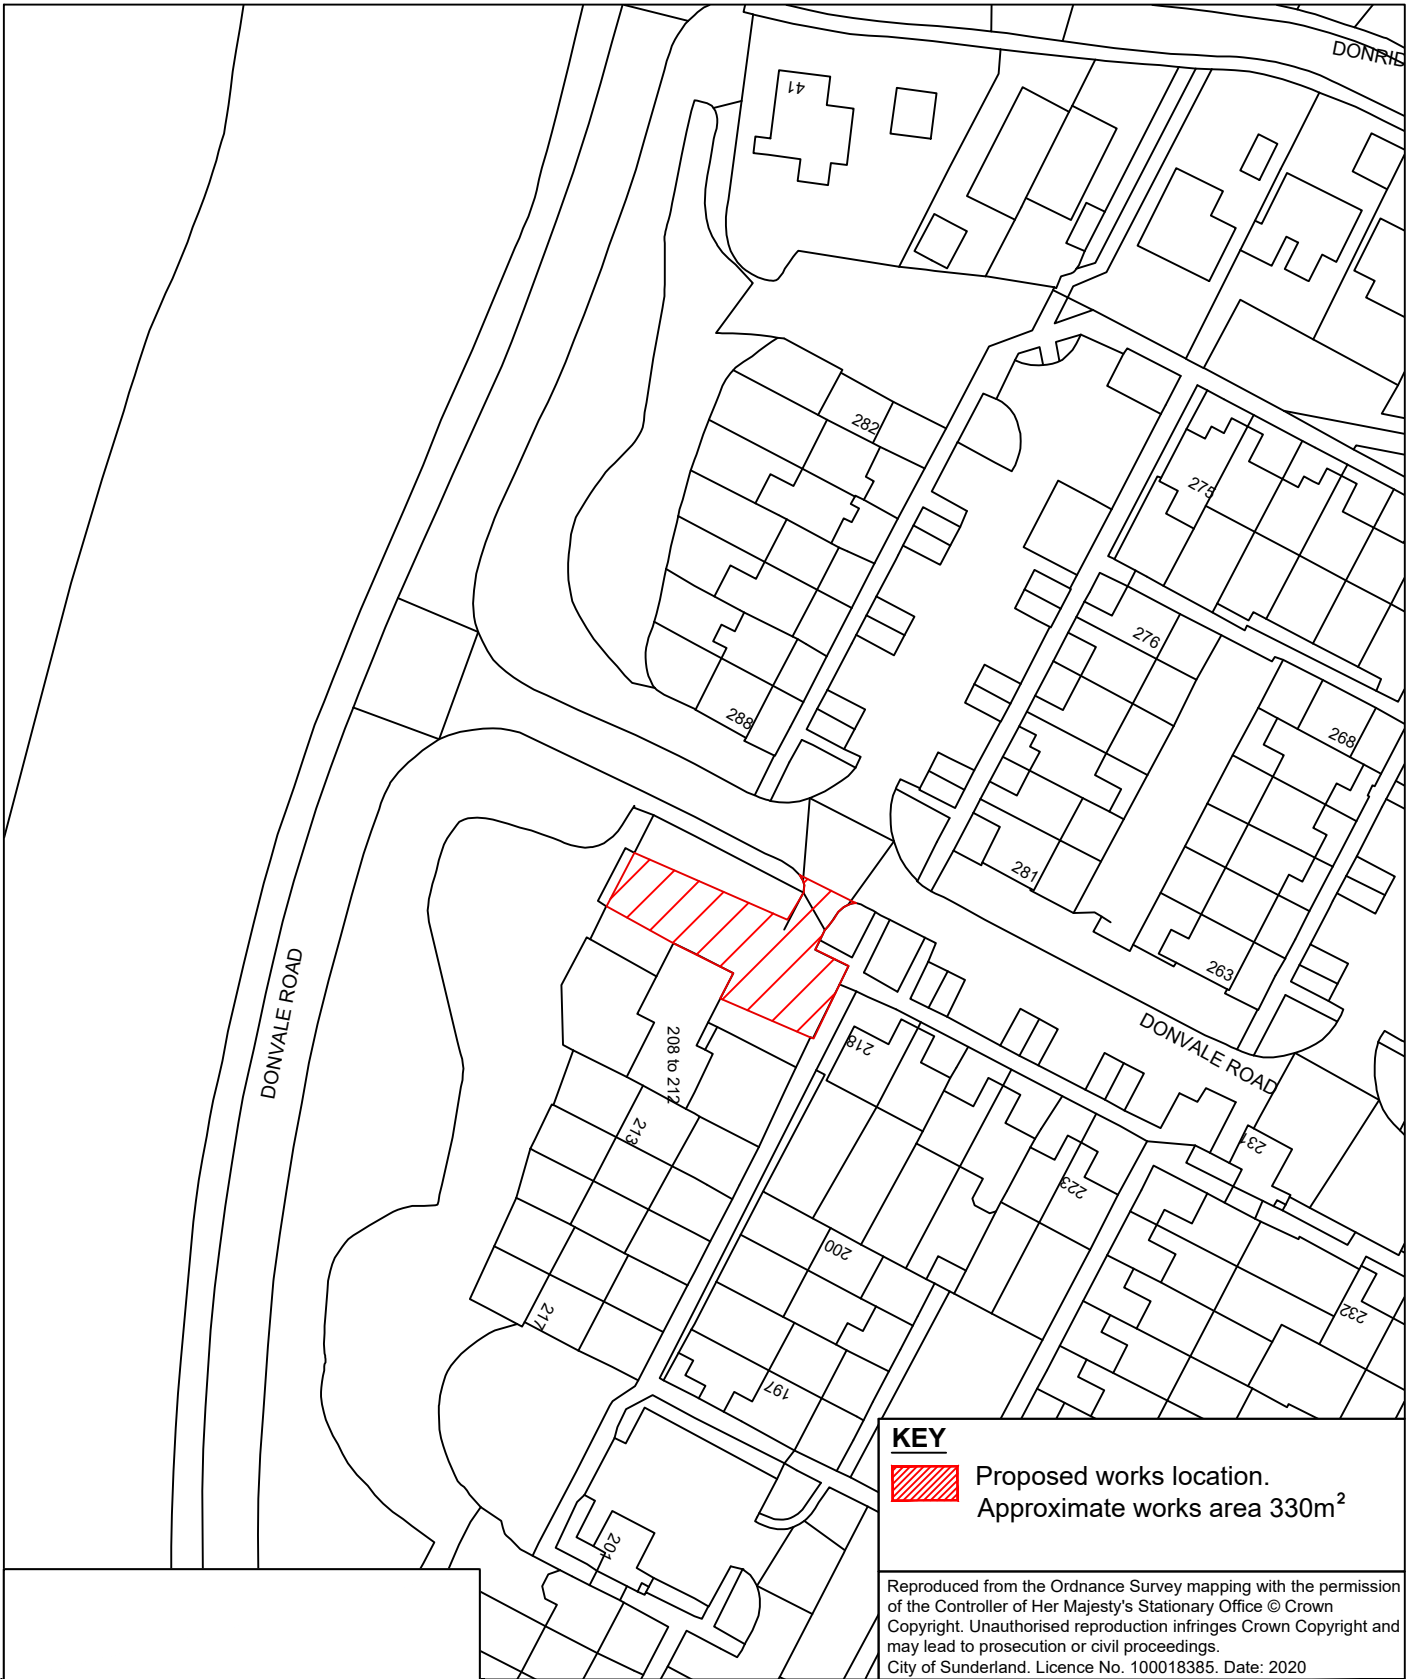 DONRID
41
282
275
276
288
268
281
263
DONVALE ROAD
DONVALE ROAD
208 to 212
218
213
231
223
200
232
217
197
201
KEY
Proposed works location.
Approximate works area 330m²
Reproduced from the Ordnance Survey mapping with the permission
of the Controller of Her Majesty's Stationary Office © Crown
Copyright. Unauthorised reproduction infringes Crown Copyright and
may lead to prosecution or civil proceedings.
City of Sunderland. Licence No. 100018385. Date: 2020